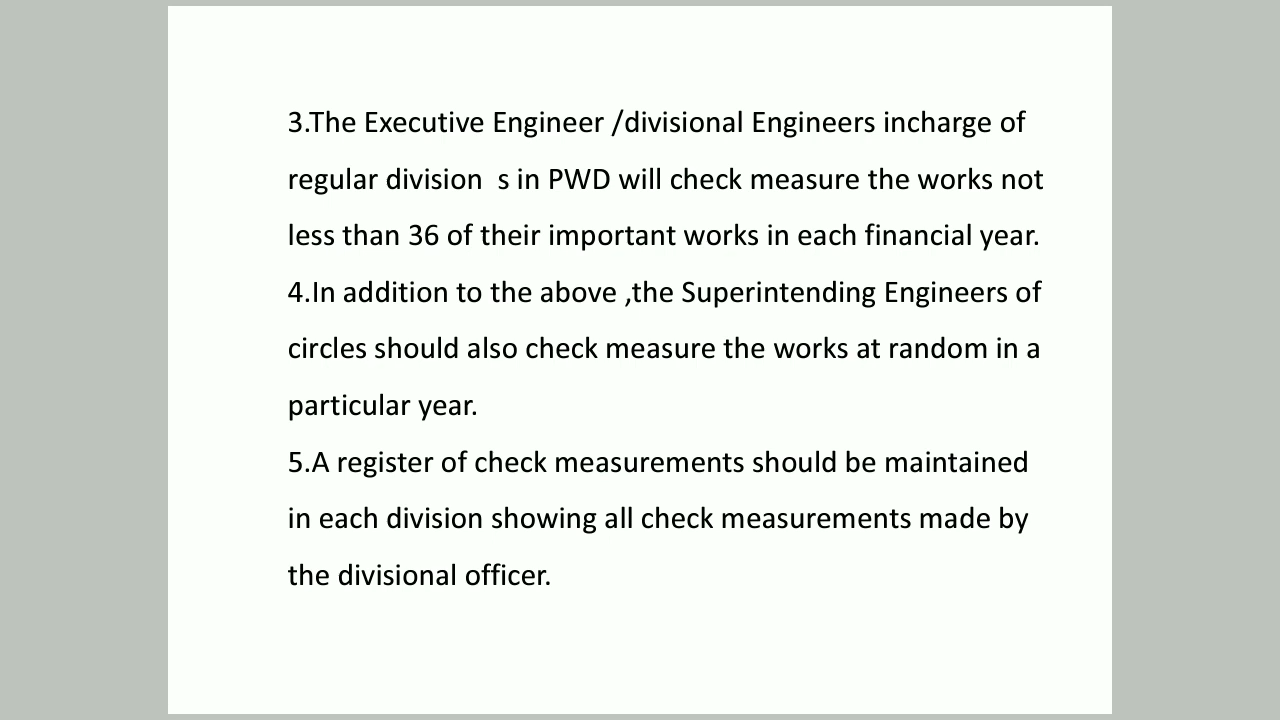 3.The Executive Engineer /divisional Engineers incharge of
regular division  s in PWD will check measure the works not
less than 36 of their important works in each financial year.
4.In addition to the above ,the Superintending Engineers of
circles should also check measure the works at random in a
particular year.
5.A register of check measurements should be maintained
in each division showing all check measurements made by
the divisional officer.